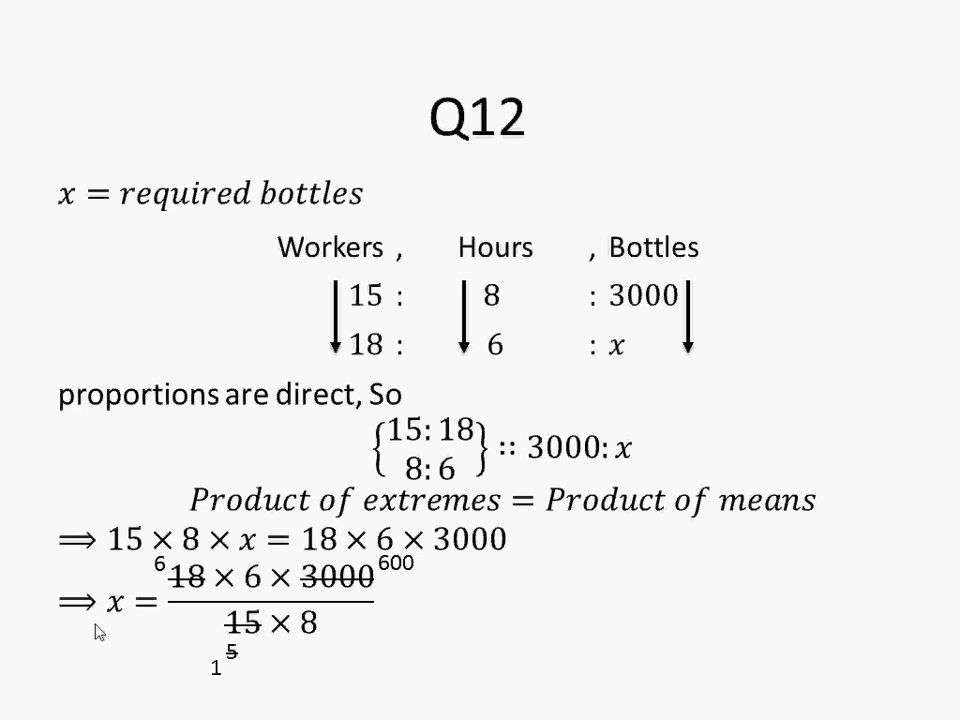 Q12
x = required bottles
Workers , Hours , Bottles
15 : 8 : 3000
18 : 6 : x
proportions are direct, So
{15: 18
8: 6} ∷ 3000: x
Product of extremes = Product of means
⟹ 15 × 8 × x = 18 × 6 × 3000
6 600
⟹ x = 18 × 6 × 3000
15 × 8
5
1